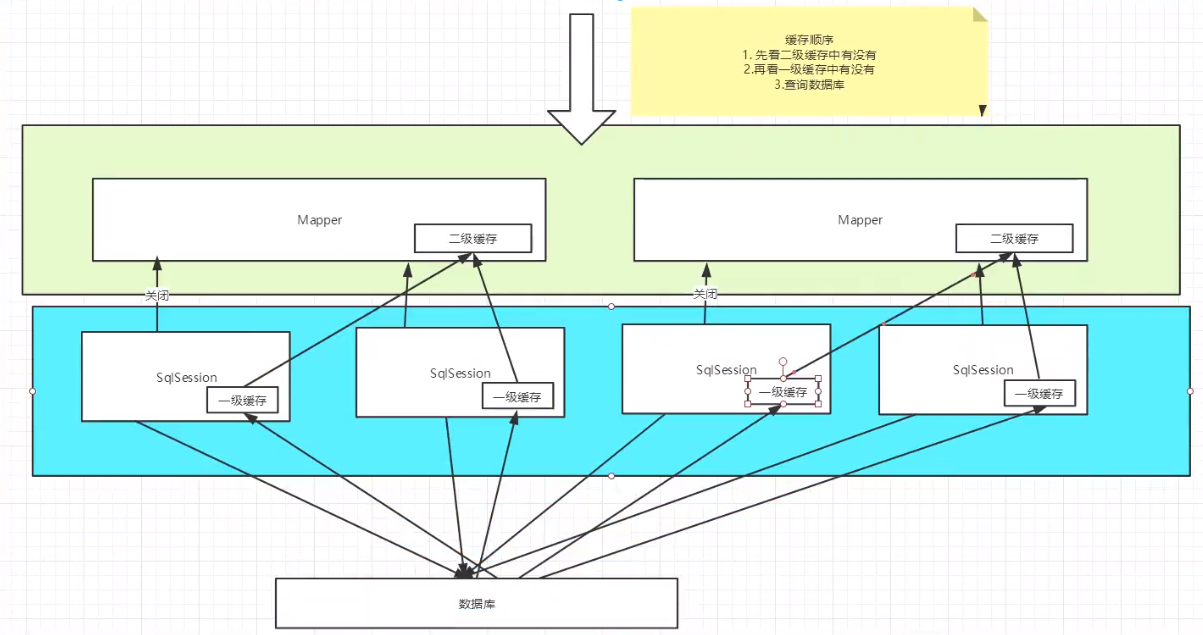 缓存顺序
1. 先看二级缓存中有没有
2.再看一级缓存中有没有
3.查询数据库
Mapper
二级缓存
Mapper
二级缓存
关闭
关闭
SqlSession
一级缓存
SqlSession
一级缓存
SqlSession
一级缓存
SqlSession
一级缓存
数据库